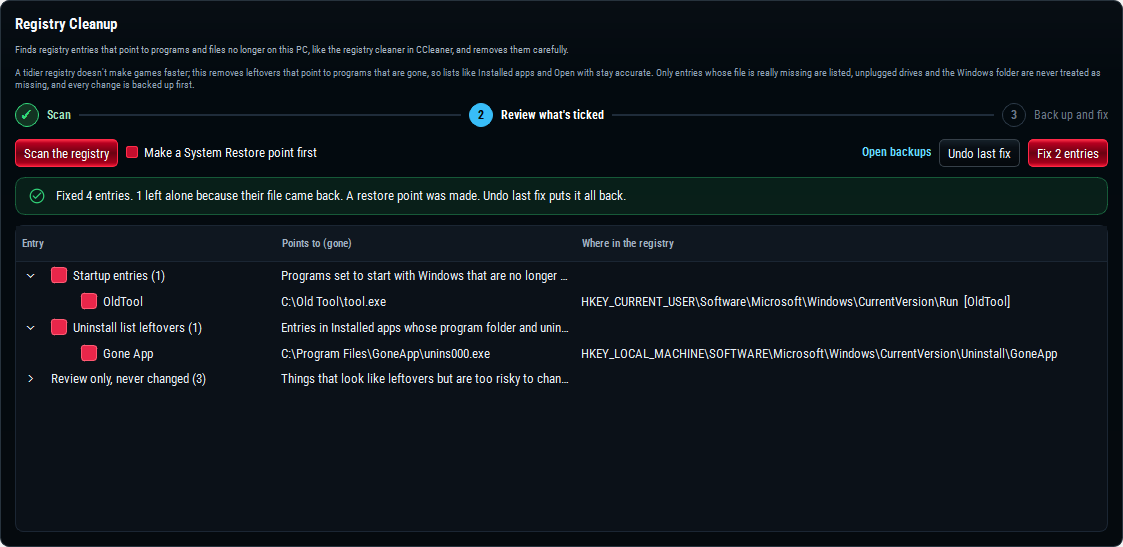 Registry Cleanup
Finds registry entries that point to programs and files no longer on this PC, like the registry cleaner in CCleaner, and removes them carefully.
A tidier registry doesn't make games faster; this removes leftovers that point to programs that are gone, so lists like Installed apps and Open with stay accurate. Only entries whose file is really missing are listed, unplugged drives and the Windows folder are never treated as
missing, and every change is backed up first.
Scan 2 Review what's ticked 3 Back up and fix
Scan the registry Make a System Restore point first Open backups Undo last fix Fix 2 entries
Fixed 4 entries. 1 left alone because their file came back. A restore point was made. Undo last fix puts it all back.
Entry Points to (gone) Where in the registry
Startup entries (1) Programs set to start with Windows that are no longer ...
OldTool C:\Old Tool\tool.exe HKEY_CURRENT_USER\Software\Microsoft\Windows\CurrentVersion\Run [OldTool]
Uninstall list leftovers (1) Entries in Installed apps whose program folder and unin...
Gone App C:\Program Files\GoneApp\unins000.exe HKEY_LOCAL_MACHINE\SOFTWARE\Microsoft\Windows\CurrentVersion\Uninstall\GoneApp
Review only, never changed (3) Things that look like leftovers but are too risky to chan...